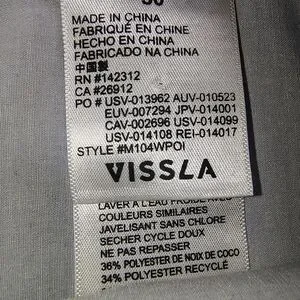 30
MADE IN CHINA
FABRIQUÉ EN CHINE
HECHO EN CHINA
FABRICADO NA CHINA
中国製
RN #142312
CA #26912
PO # USV-013962 AUV-010523
EUV-007294 JPV-014001
CAV-002696 USV-014099
USV-014108 REI-014017
STYLE #M104WPOI
VISSLA
LAVER A L'EAU FROIDE AVEC
COULEURS SIMILAIRES
JAVELISANT SANS CHLORE
SECHER CYCLE DOUX
NE PAS REPASSER
36% POLYESTER DE NOIX DE COCO
34% POLYESTER RECYCLÉ